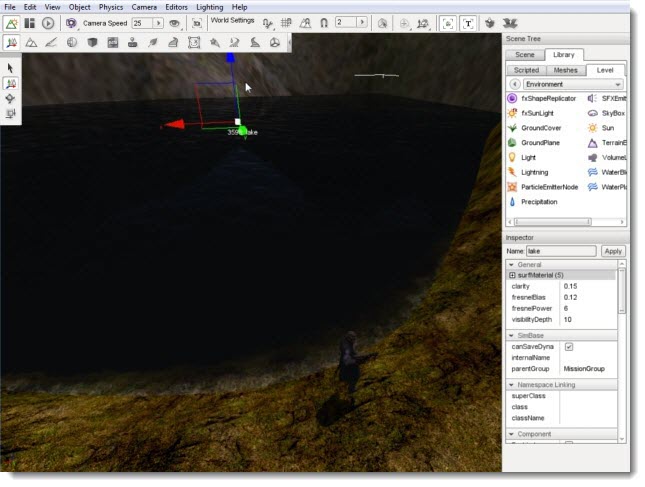 File Edit View Object Physics Camera Editors Lighting Help
Camera Speed 25
World Settings
2
Scene Tree
Scene Library
Scripted Meshes Level
Environment
fxShapeReplicator SFXEmit
fxSunLight SkyBox
GroundCover Sun
GroundPlane TerrainE
Light VolumeL
Lightning WaterBl
ParticleEmitterNode WaterPl
Precipitation
lake
Inspector
Name: lake Apply
General
surfMaterial (5)
clarity 0.15
fresnelBias 0.12
fresnelPower 6
visibilityDepth 10
SimBase
canSaveDyna
internalName
parentGroup MissionGroup
Namespace Linking
superClass
class
className
Component